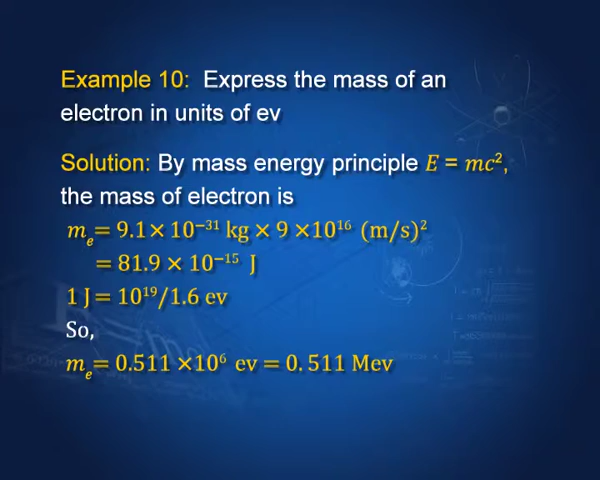 Example 10: Express the mass of an
electron in units of ev
Solution: By mass energy principle E = mc²,
the mass of electron is
mₑ= 9.1× 10⁻³¹ kg × 9 ×10¹⁶ (m/s)²
= 81.9 × 10⁻¹⁵ J
1 J= 10¹⁹/1.6 ev
So,
mₑ= 0.511 ×10⁶ ev = 0. 511 Mev